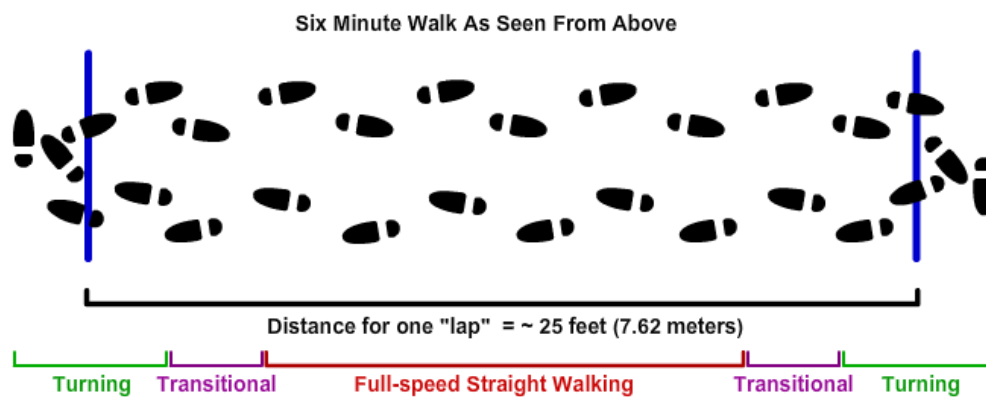 Six Minute Walk As Seen From Above
Distance for one "lap" = ~ 25 feet (7.62 meters)
Turning Transitional Full-speed Straight Walking Transitional Turning